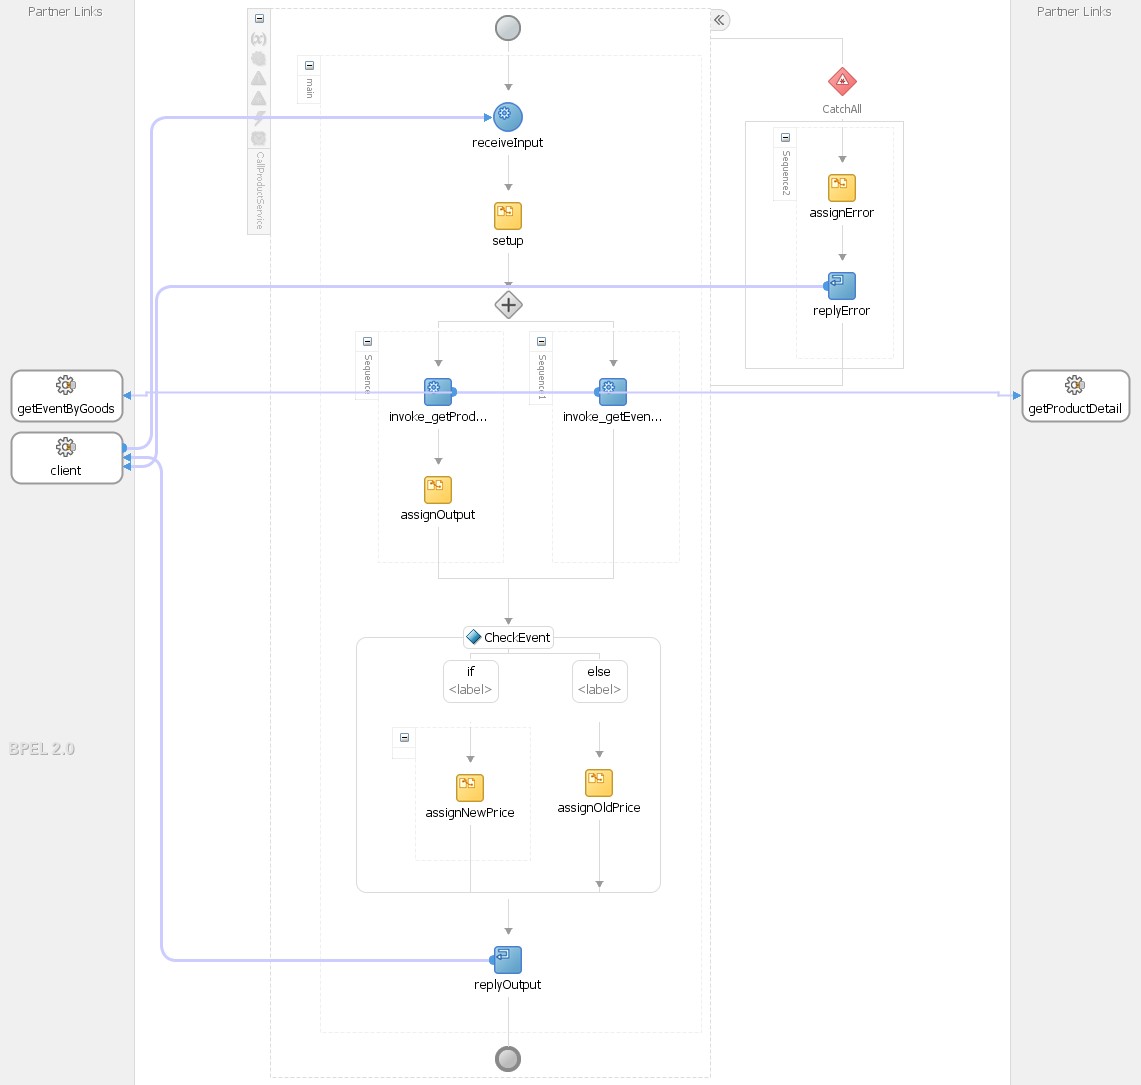 Partner Links
Partner Links
main
CatchAll
receiveInput
CallProductService
Sequence2
assignError
setup
replyError
Sequence
Sequence1
getEventByGoods
invoke_getProd...
invoke_getEven...
getProductDetail
client
assignOutput
CheckEvent
if
<label>
else
<label>
BPEL 2.0
assignNewPrice
assignOldPrice
replyOutput